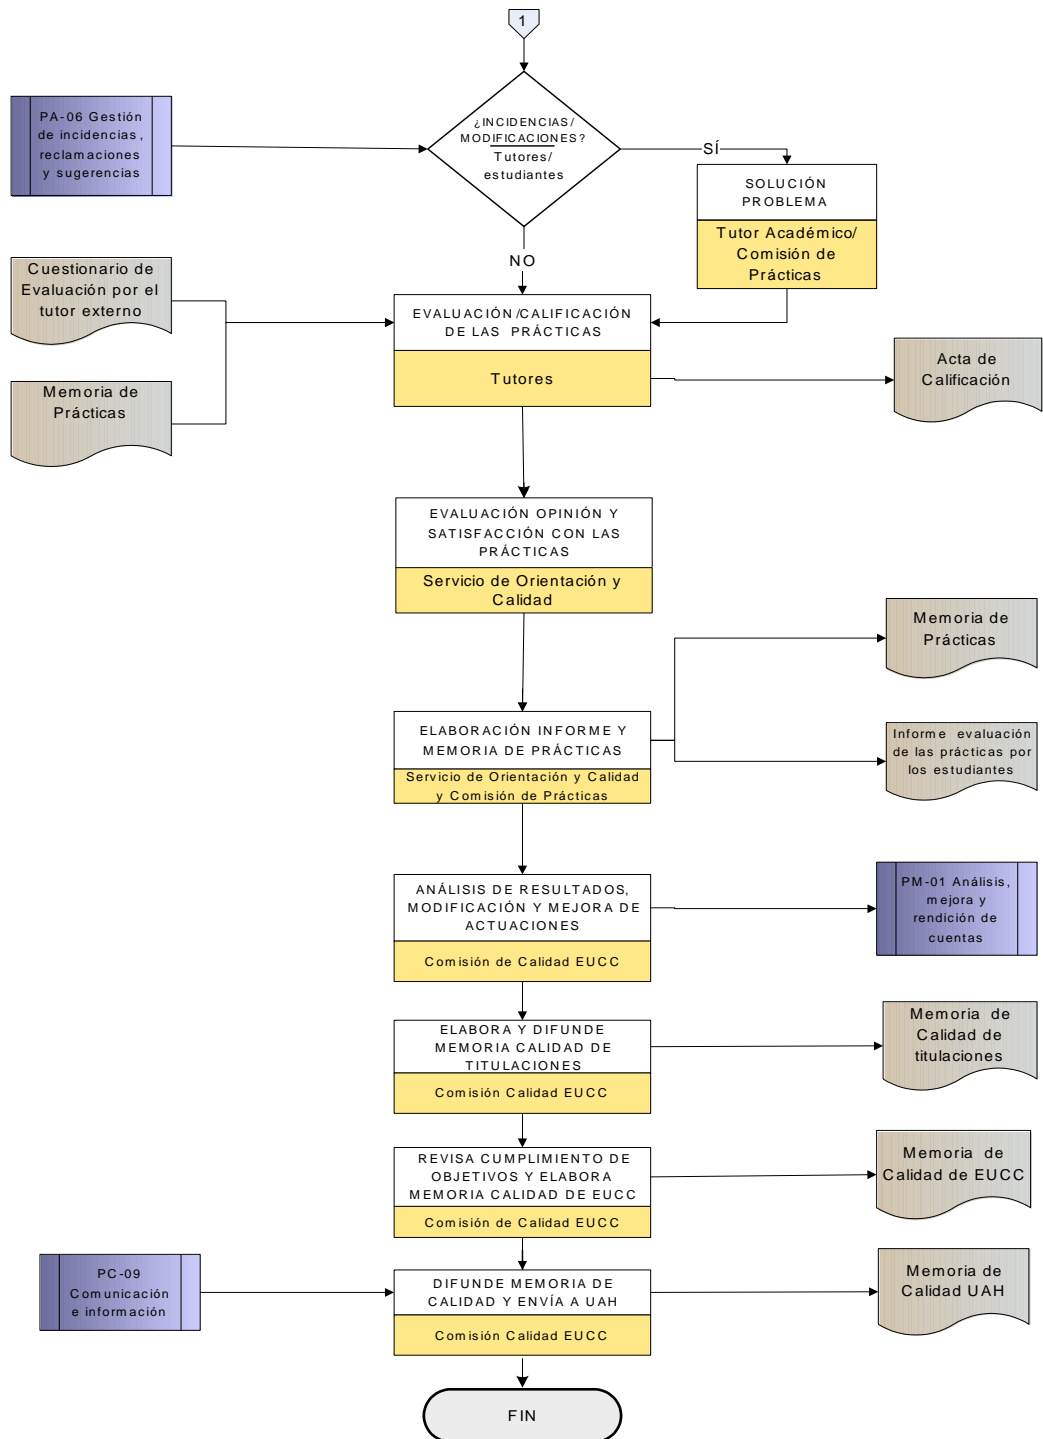 1
PA-06 Gestión
de incidencias,
reclamaciones
y sugerencias
¿INCIDENCIAS/
MODIFICACIONES?
Tutores/
estudiantes
SÍ
SOLUCIÓN
PROBLEMA
Tutor Académico/
Comisión de
Prácticas
NO
Cuestionario de
Evaluación por el
tutor externo
Memoria de
Prácticas
EVALUACIÓN/CALIFICACIÓN
DE LAS PRÁCTICAS
Tutores
Acta de
Calificación
EVALUACIÓN OPINIÓN Y
SATISFACCIÓN CON LAS
PRÁCTICAS
Servicio de Orientación y
Calidad
Memoria de
Prácticas
ELABORACIÓN INFORME Y
MEMORIA DE PRÁCTICAS
Servicio de Orientación y Calidad
y Comisión de Prácticas
Informe evaluación
de las prácticas por
los estudiantes
ANÁLISIS DE RESULTADOS,
MODIFICACIÓN Y MEJORA DE
ACTUACIONES
Comisión de Calidad EUCC
PM-01 Análisis,
mejora y
rendición de
cuentas
ELABORA Y DIFUNDE
MEMORIA CALIDAD DE
TITULACIONES
Comisión Calidad EUCC
Memoria de
Calidad de
titulaciones
REVISA CUMPLIMIENTO DE
OBJETIVOS Y ELABORA
MEMORIA CALIDAD DE EUCC
Comisión de Calidad EUCC
Memoria de
Calidad de EUCC
PC-09
Comunicación
e información
DIFUNDE MEMORIA DE
CALIDAD Y ENVÍA A UAH
Comisión Calidad EUCC
Memoria de
Calidad UAH
FIN